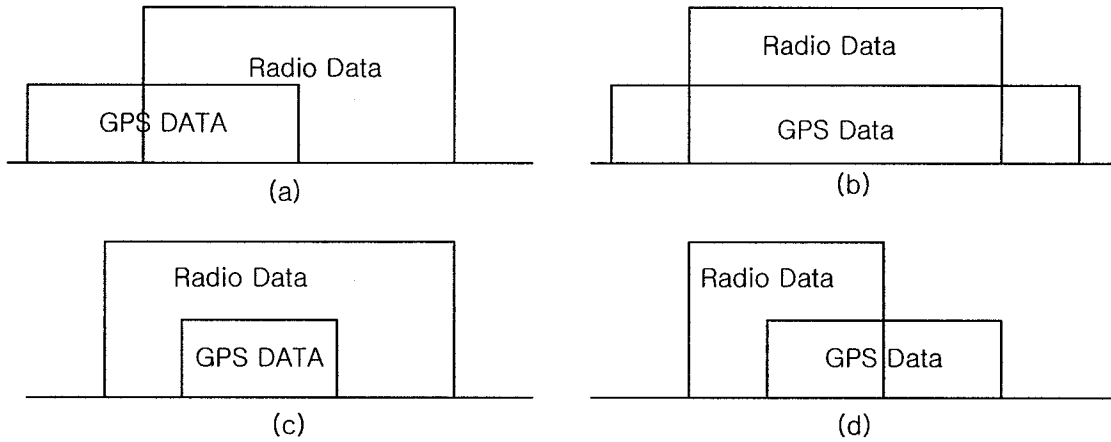 Radio Data
GPS DATA
(a)
Radio Data
GPS Data
(b)
Radio Data
GPS DATA
(c)
Radio Data
GPS Data
(d)